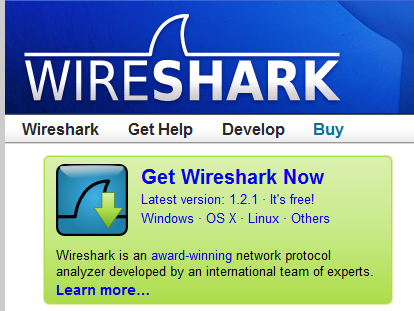 WIRESHARK
Wireshark Get Help Develop Buy
Get Wireshark Now
Latest version: 1.2.1 · It's free!
Windows · OS X · Linux · Others
Wireshark is an award-winning network protocol
analyzer developed by an international team of experts.
Learn more…